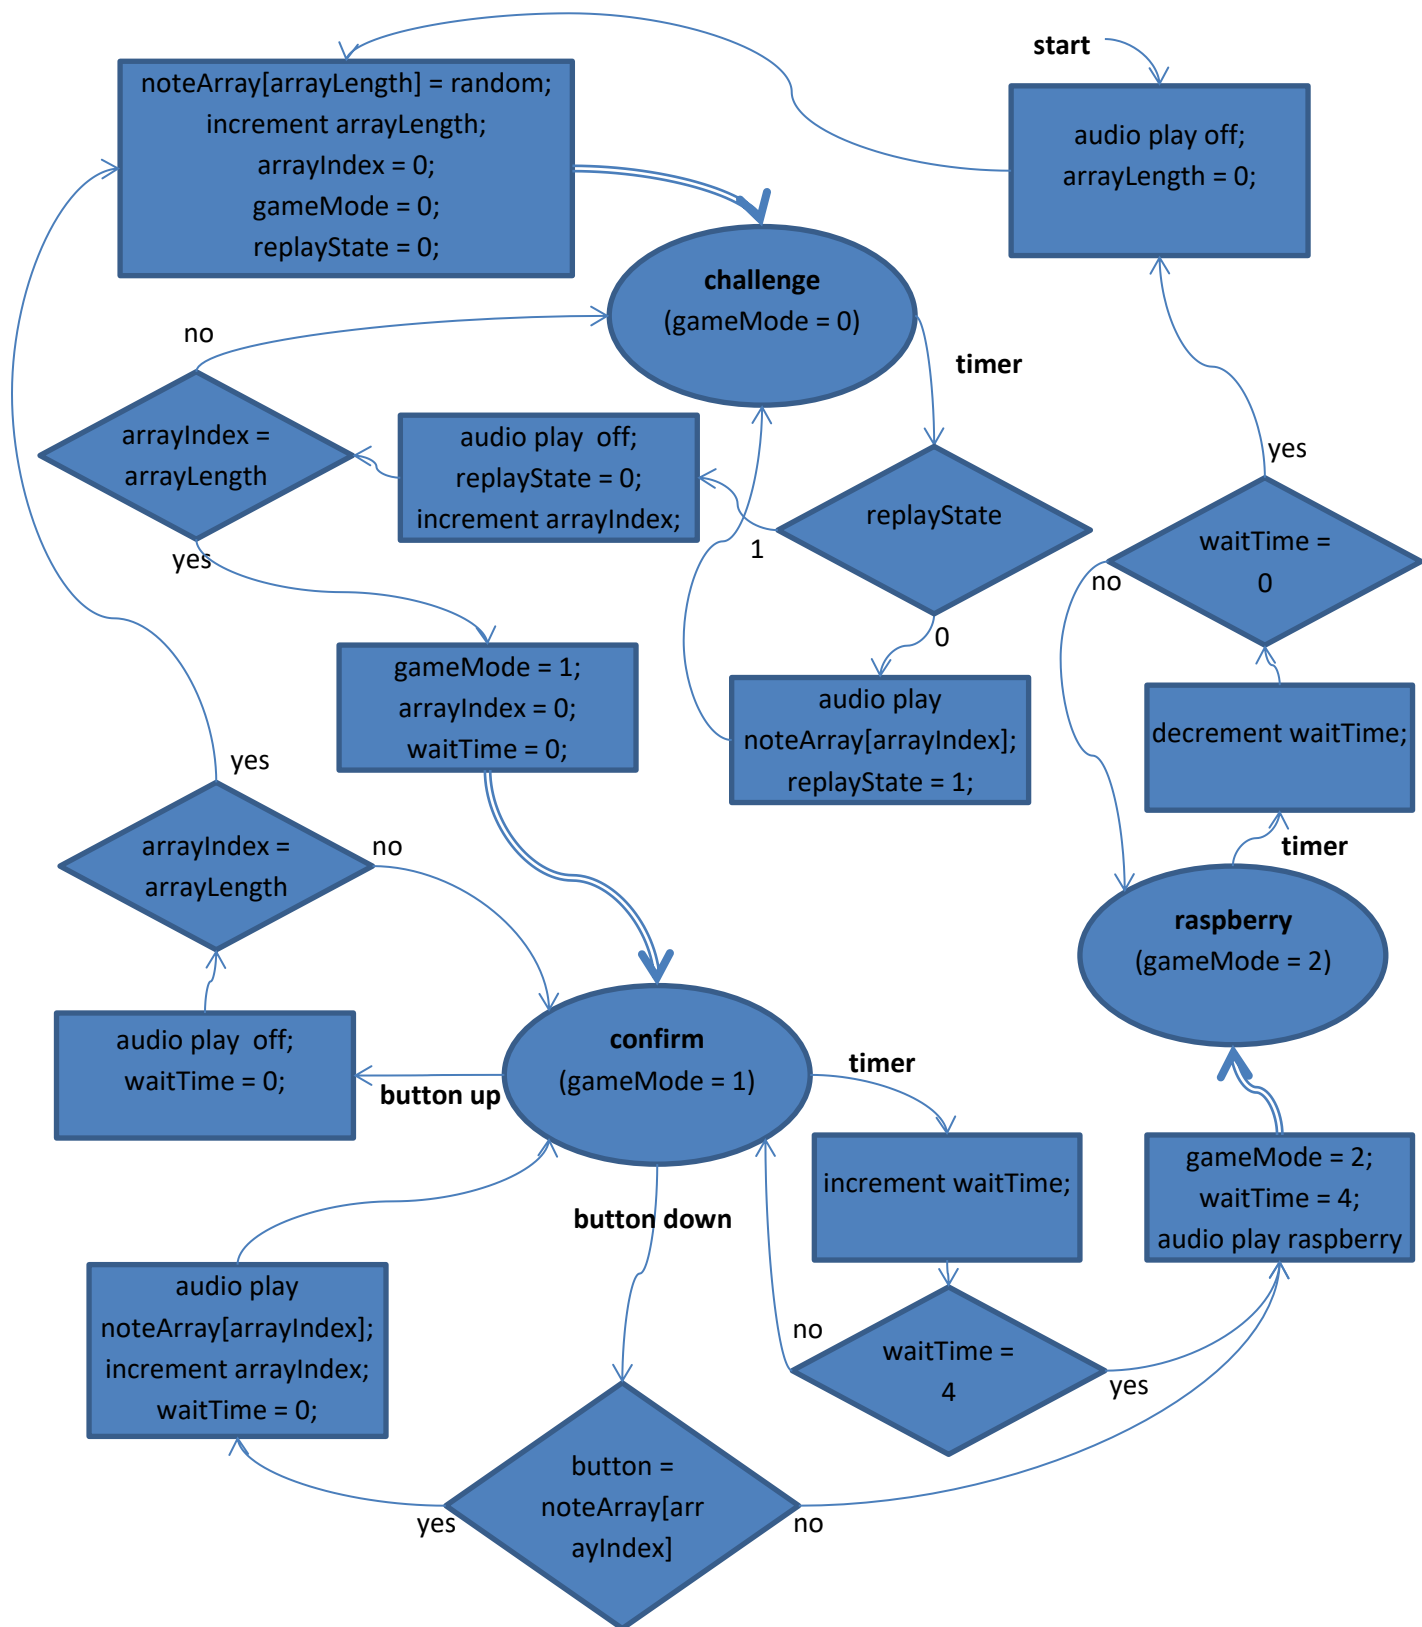 start
noteArray[arrayLength] = random;
increment arrayLength;
arrayIndex = 0;
gameMode = 0;
replayState = 0;
audio play off;
arrayLength = 0;
challenge
(gameMode = 0)
no
timer
arrayIndex =
arrayLength
audio play  off;
replayState = 0;
increment arrayIndex;
replayState
yes
waitTime =
0
1
yes
no
0
gameMode = 1;
arrayIndex = 0;
waitTime = 0;
audio play
noteArray[arrayIndex];
replayState = 1;
decrement waitTime;
yes
arrayIndex =
arrayLength
no
timer
raspberry
(gameMode = 2)
audio play  off;
waitTime = 0;
confirm
(gameMode = 1)
button up
timer
button down
increment waitTime;
gameMode = 2;
waitTime = 4;
audio play raspberry
audio play
noteArray[arrayIndex];
increment arrayIndex;
waitTime = 0;
no
waitTime =
4
yes
button =
noteArray[arr
ayIndex]
yes
no